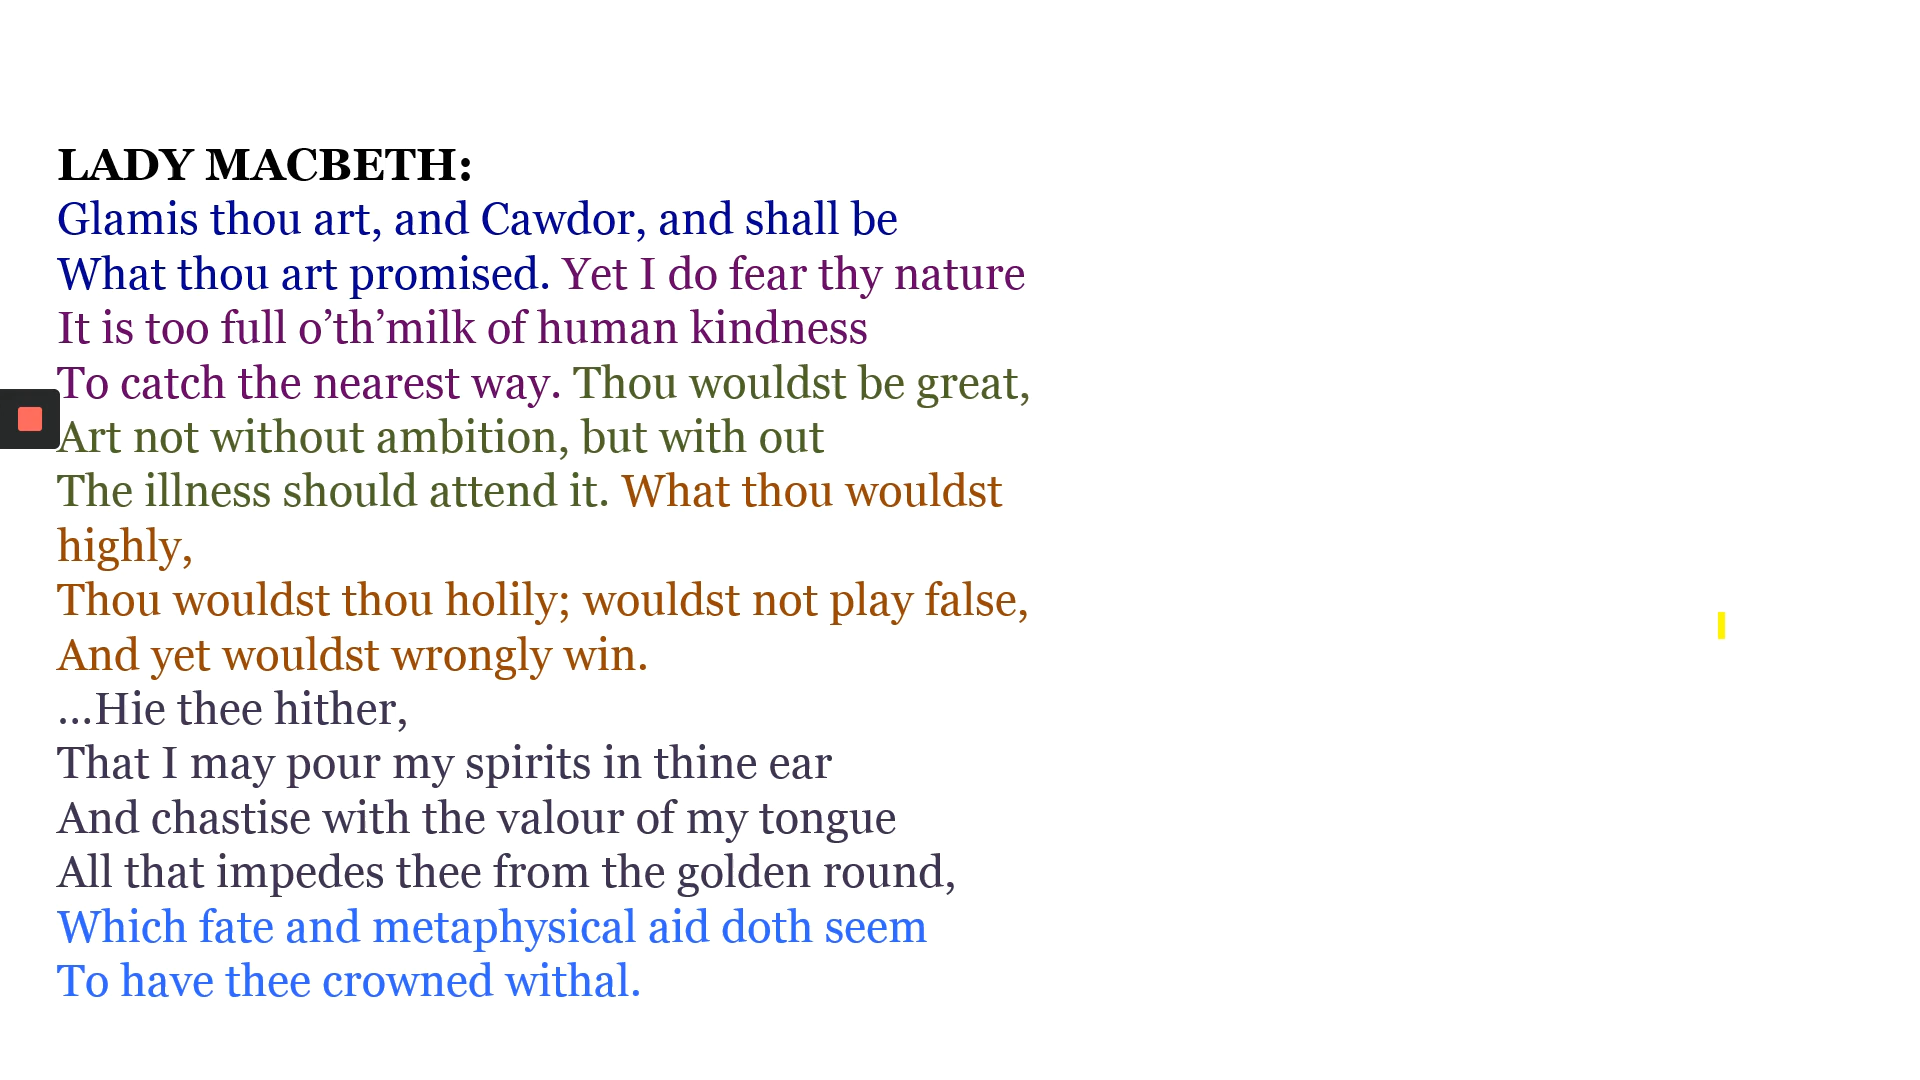 LADY MACBETH:
Glamis thou art, and Cawdor, and shall be
What thou art promised. Yet I do fear thy nature
It is too full o’th’milk of human kindness
To catch the nearest way. Thou wouldst be great,
Art not without ambition, but with out
The illness should attend it. What thou wouldst
highly,
Thou wouldst thou holily; wouldst not play false,
And yet wouldst wrongly win.
…Hie thee hither,
That I may pour my spirits in thine ear
And chastise with the valour of my tongue
All that impedes thee from the golden round,
Which fate and metaphysical aid doth seem
To have thee crowned withal.